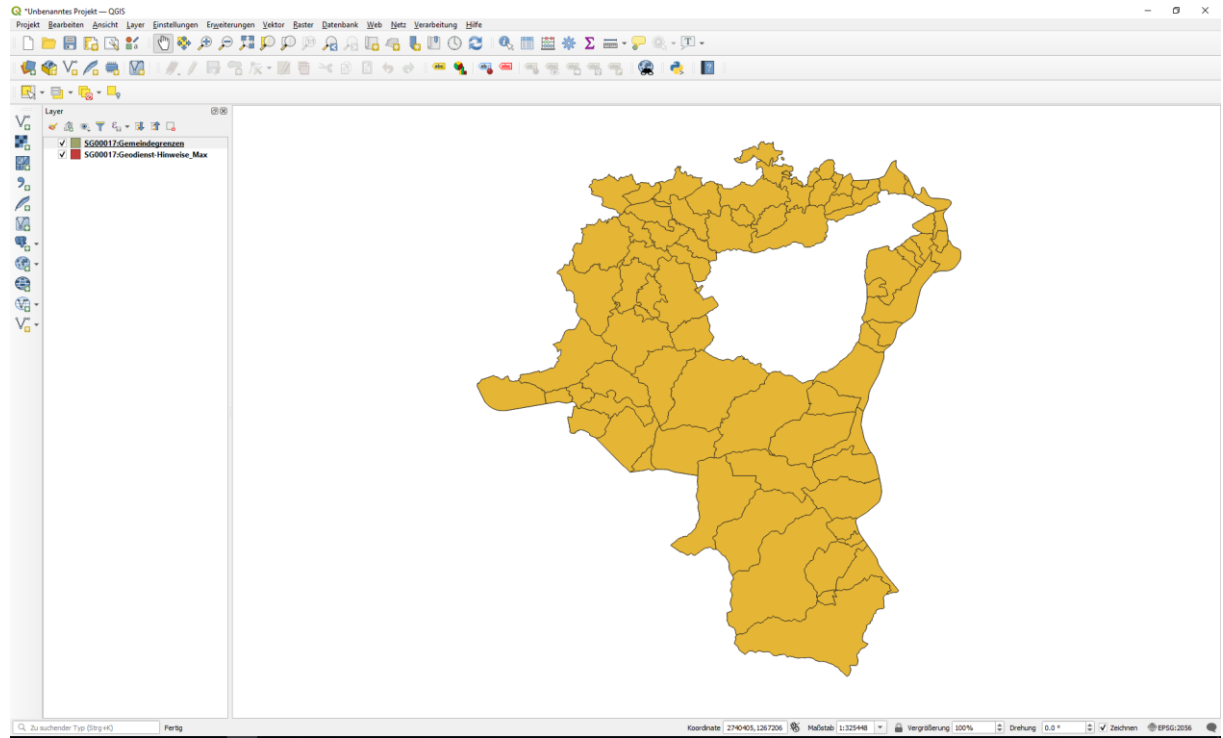 *Unbenanntes Projekt — QGIS
Projekt Bearbeiten Ansicht Layer Einstellungen Erweiterungen Vektor Raster Datenbank Web Netz Verarbeitung Hilfe
Layer
SG00017:Gemeindegrenzen
SG00017:Geodienst-Hinweise_Max
Zu suchender Typ (Strg+K) Fertig Koordinate 2740405,1267206 Maßstab 1:325448 Vergrößerung 100% Drehung 0.0 ° Zeichnen EPSG:2056